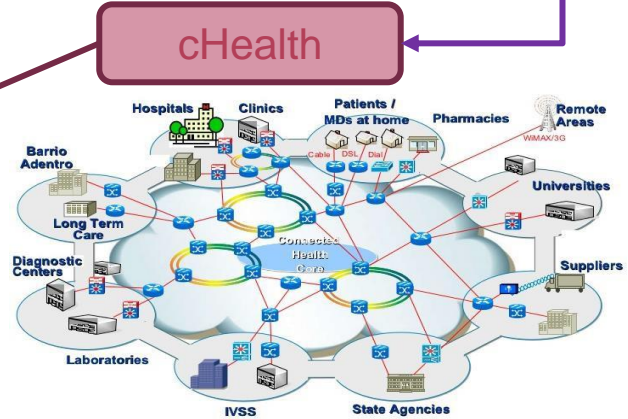 cHealth
Hospitals
Clinics
Patients /
MDs at home
Pharmacies
Remote
Areas
WiMAX/3G
Cable
DSL
Dial
Barrio
Adentro
Universities
Long Term
Care
Connected
Health
Care
Diagnostic
Centers
Suppliers
Laboratories
IVSS
State Agencies